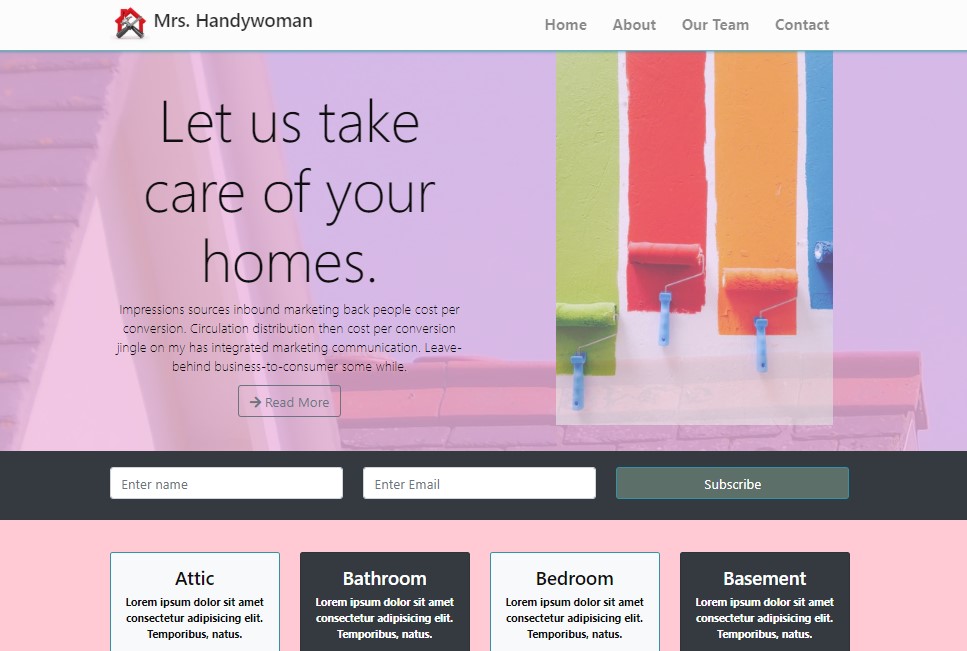 Mrs. Handywoman
Home About Our Team Contact
Let us take
care of your
homes.
Impressions sources inbound marketing back people cost per
conversion. Circulation distribution then cost per conversion
jingle on my has integrated marketing communication. Leave-
behind business-to-consumer some while.
Read More
Enter name
Enter Email
Subscribe
Attic
Lorem ipsum dolor sit amet
consectetur adipisicing elit.
Temporibus, natus.
Bathroom
Lorem ipsum dolor sit amet
consectetur adipisicing elit.
Temporibus, natus.
Bedroom
Lorem ipsum dolor sit amet
consectetur adipisicing elit.
Temporibus, natus.
Basement
Lorem ipsum dolor sit amet
consectetur adipisicing elit.
Temporibus, natus.